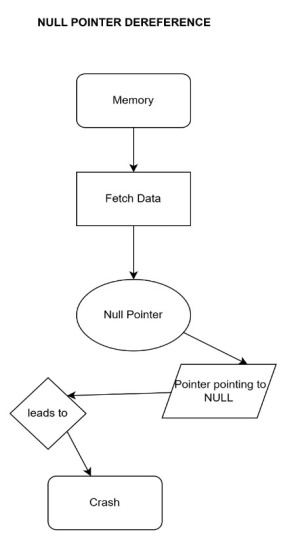 NULL POINTER DEREFERENCE
Memory
Fetch Data
Null Pointer
Pointer pointing to
NULL
leads to
Crash